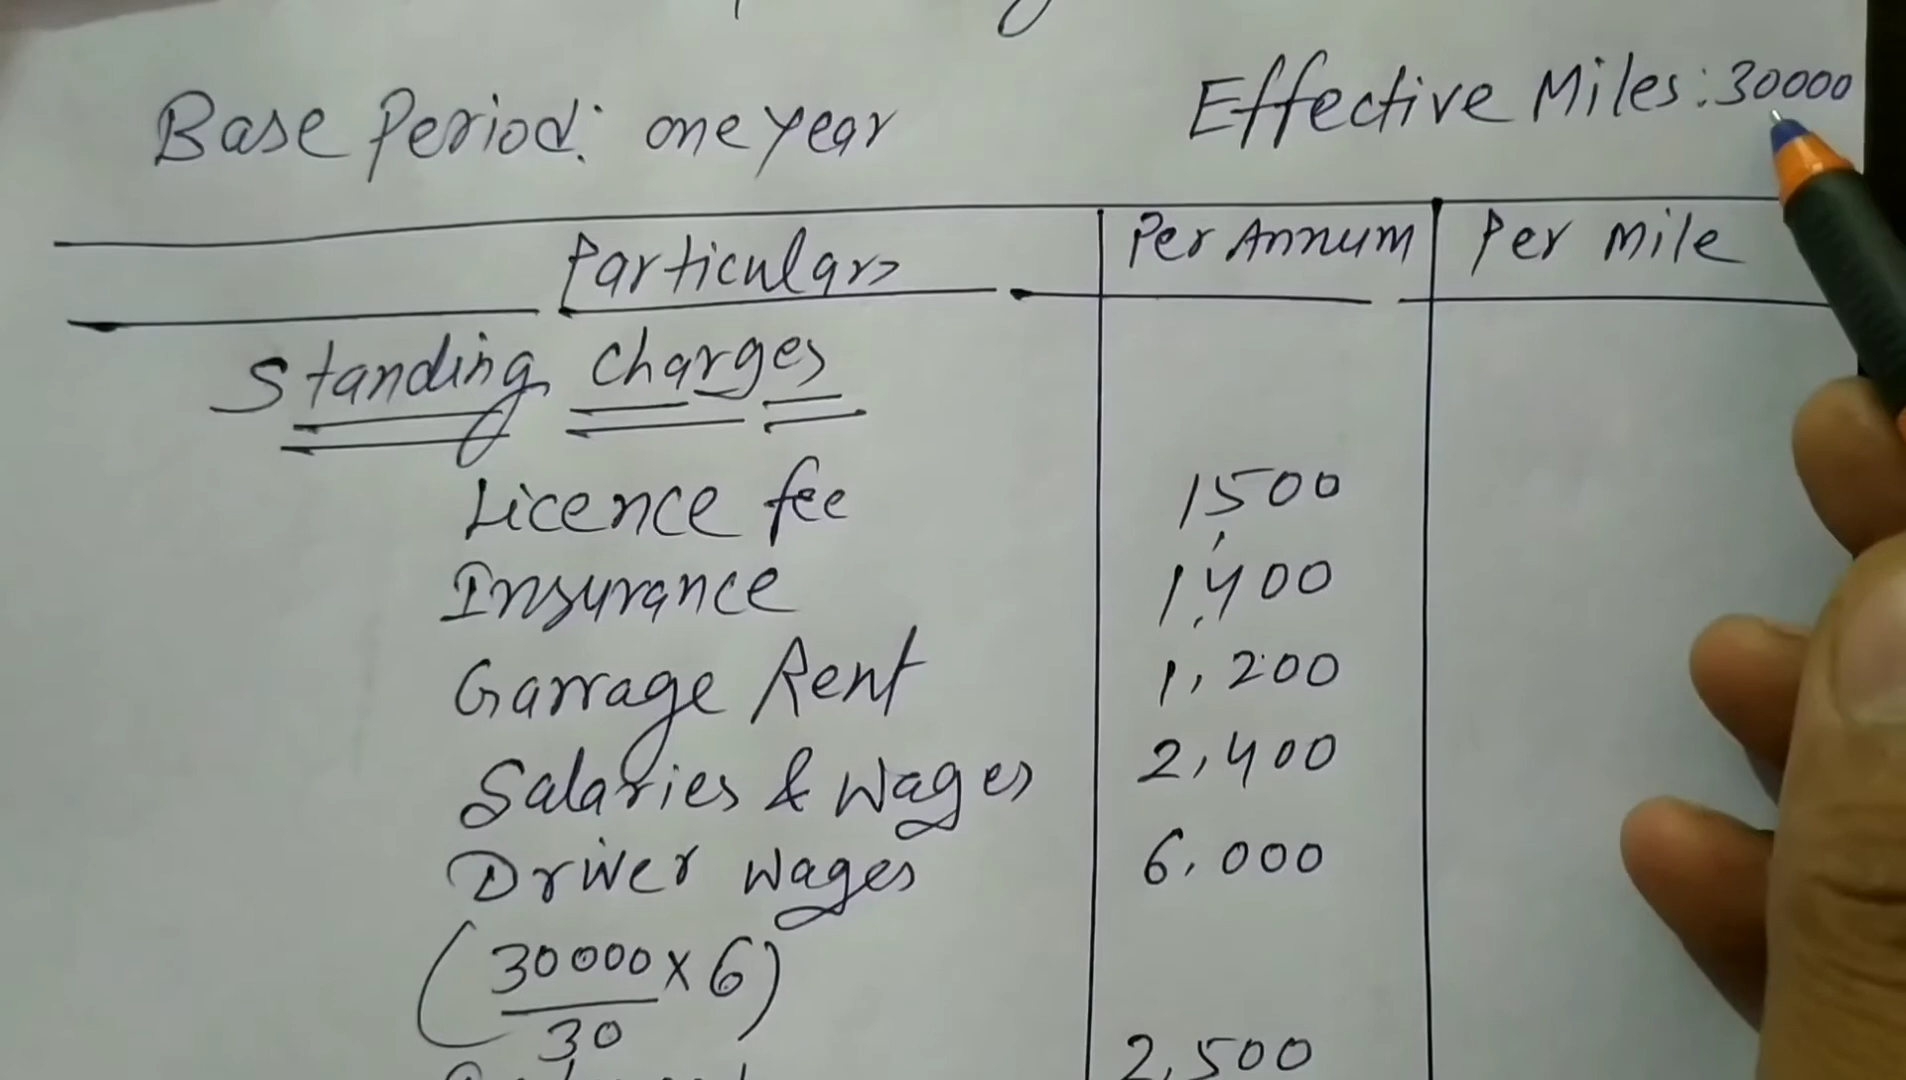 Base Period: one year
Effective Miles: 30000
Particulars Per Annum Per Mile
Standing Charges
Licence fee 1500
Insurance 1,400
Garrage Rent 1,200
Salaries & Wages 2,400
Driver Wages 6,000
(30000 × 6)
30
2,500